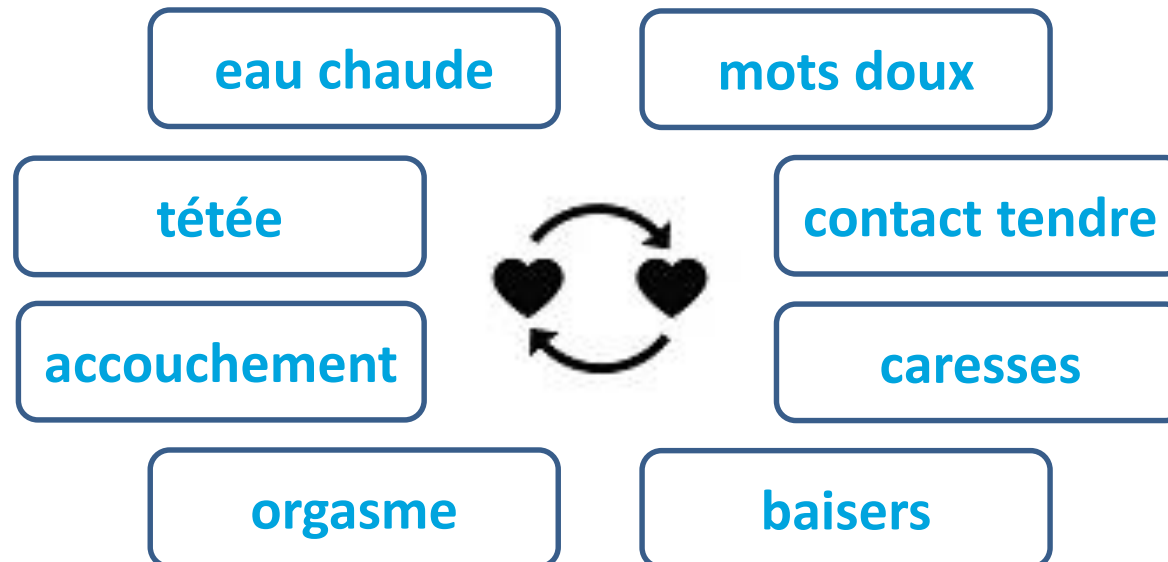 eau chaude
mots doux
tétée
contact tendre
accouchement
caresses
orgasme
baisers